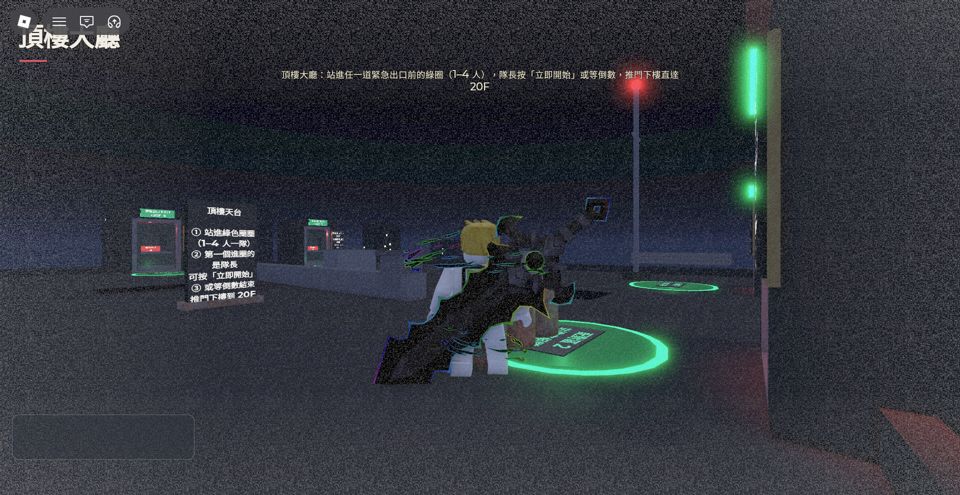 頂樓大廳
頂樓大廳：站進任一道緊急出口前的綠圈（1–4 人），隊長按「立即開始」或等倒數，推門下樓直達
20F
頂樓天台
① 站進綠色圈圈
（1–4 人一隊）
② 第一個進圈的
是隊長
可按「立即開始」
③ 或等倒數結束
推門下樓到 20F